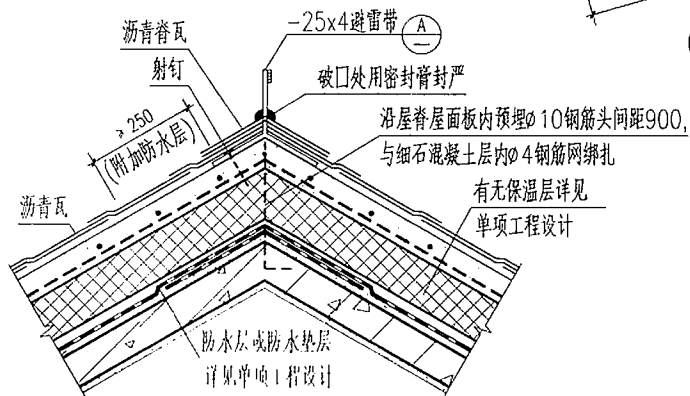 -25x4避雷带
A
沥青脊瓦
射钉
破口处用密封膏封严
≥250
(附加防水层)
沿屋脊屋面板内预埋ø10钢筋头间距900,
与细石混凝土层内ø4钢筋网绑扎
沥青瓦
有无保温层详见
单项工程设计
防水层或防水垫层
详见单项工程设计